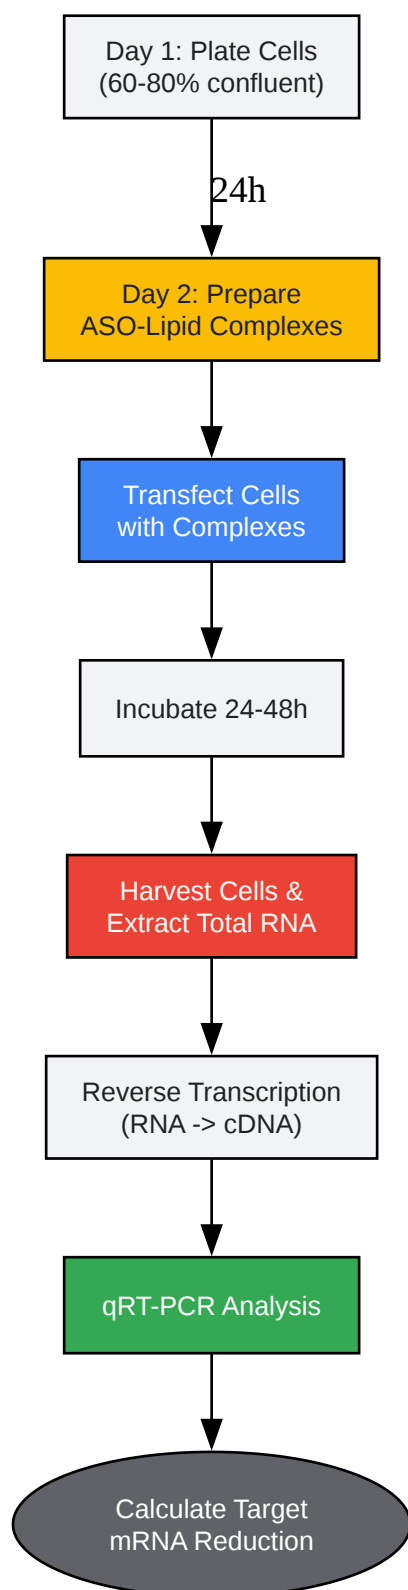 Day 1: Plate Cells
(60-80% confluent)
24h
Day 2: Prepare
ASO-Lipid Complexes
Transfect Cells
with Complexes
Incubate 24-48h
Harvest Cells &
Extract Total RNA
Reverse Transcription
(RNA -> cDNA)
qRT-PCR Analysis
Calculate Target
mRNA Reduction